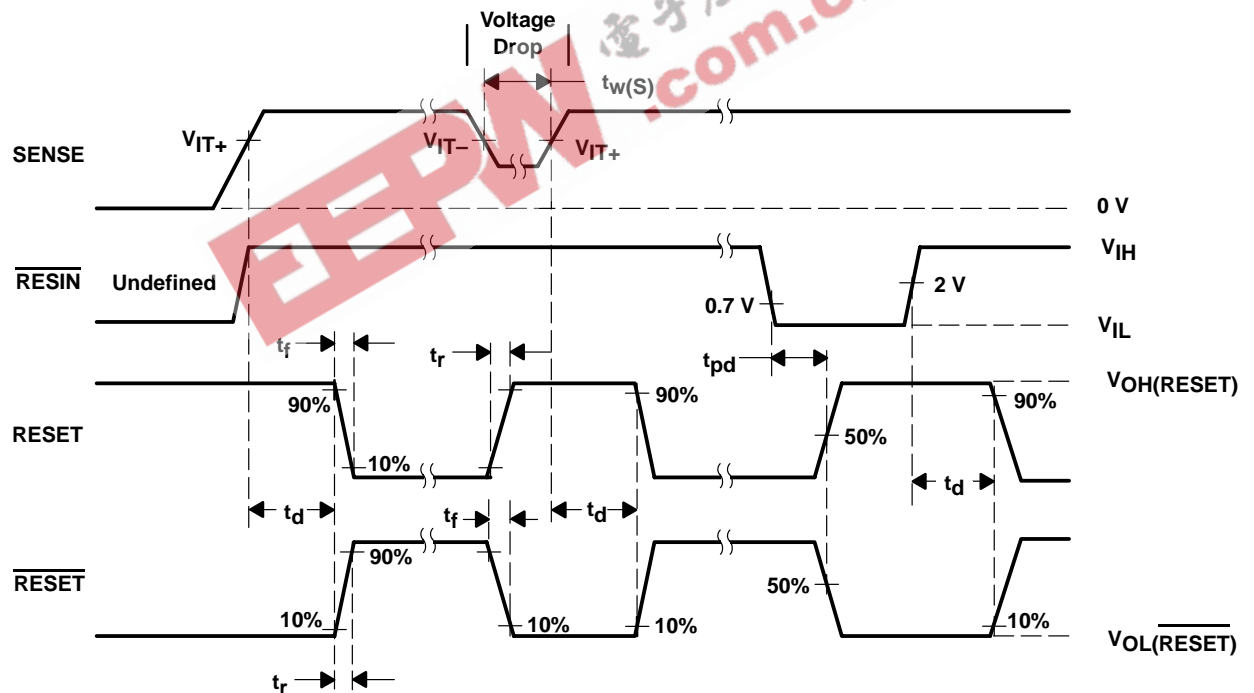 Voltage
Drop
tw(S)
VIT+
VIT–
VIT+
SENSE
0 V
RESIN
Undefined
VIH
0.7 V
2 V
VIL
tf
tr
tpd
VOH(RESET)
90%
90%
90%
RESET
10%
50%
td
tf
td
td
90%
RESET
50%
10%
10%
10%
10%
VOL(RESET)
tr
EEPW
.com.c